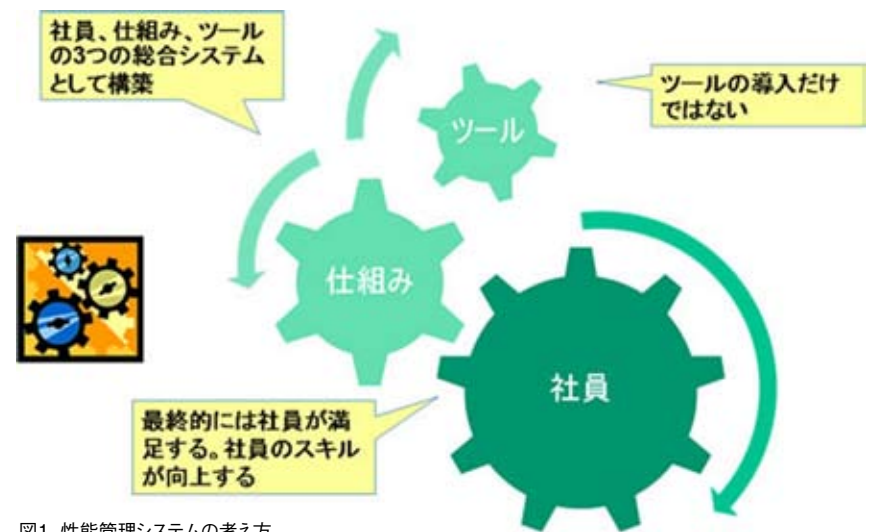 社員、仕組み、ツール
の3つの総合システム
として構築
ツールの導入だけ
ではない
ツール
仕組み
社員
最終的には社員が満
足する。社員のスキル
が向上する
図1 性能管理システムの考え方